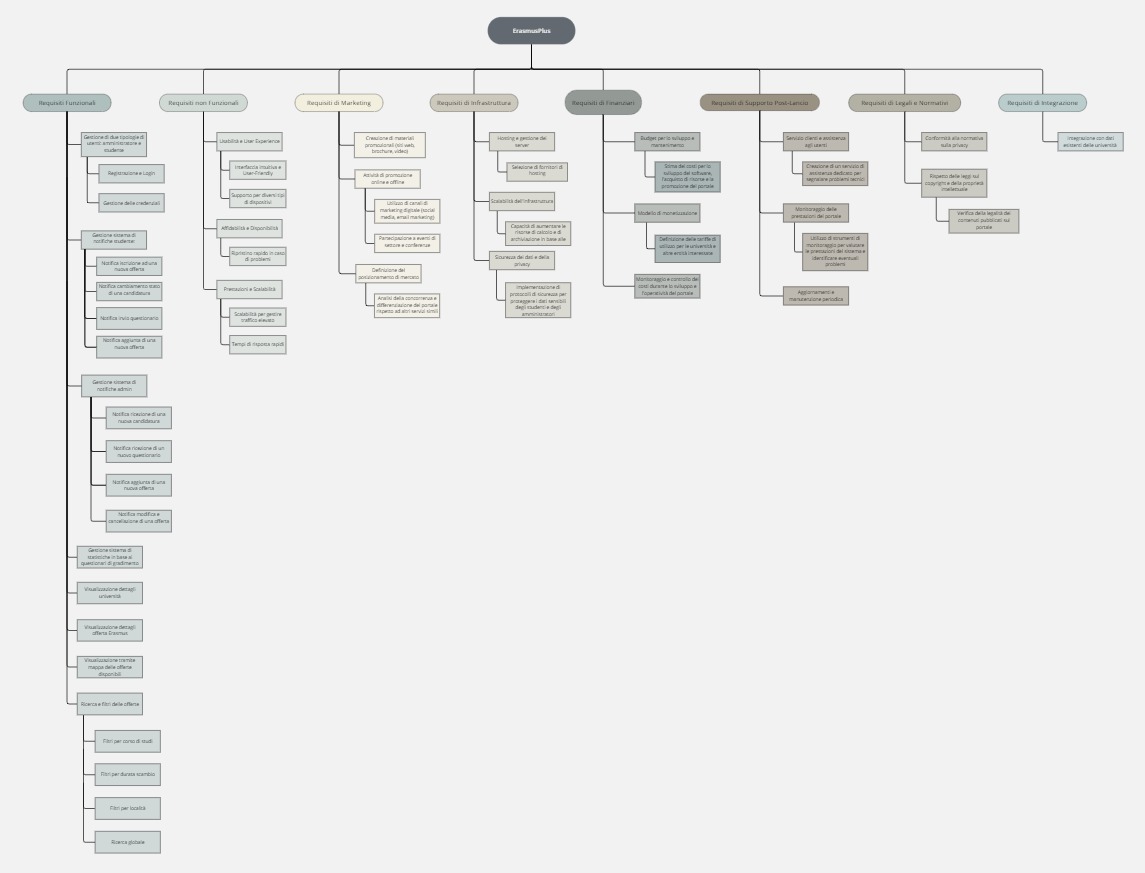 ErasmusPlus
Requisiti Funzionali
Requisiti non Funzionali
Requisiti di Marketing
Requisiti di Infrastruttura
Requisiti di Finanziari
Requisiti di Supporto Post-Lancio
Requisiti di Legali e Normativi
Requisiti di Integrazione
Gestione di due tipologie di
utenti: amministratore e
studente
Registrazione e Login
Gestione delle credenziali
Gestione sistema di
notifiche studente:
Notifica iscrizione ad una
nuova offerta
Notifica cambiamento stato
di una candidatura
Notifica invio questionario
Notifica aggiunta di una
nuova offerta
Gestione sistema di
notifiche admin
Notifica ricezione di una
nuova candidatura
Notifica ricezione di un
nuovo questionario
Notifica aggiunta di una
nuova offerta
Notifica modifica e
cancellazione di una offerta
Gestione sistema di
statistiche in base ai
questionari di gradimento
Visualizzazione dettagli
università
Visualizzazione dettagli
offerta Erasmus
Visualizzazione tramite
mappa delle offerte
disponibili
Ricerca e filtri delle offerte
Filtri per corso di studi
Filtri per durata scambio
Filtri per località
Ricerca globale
Usabilità e User Experience
Interfaccia intuitiva e
User-Friendly
Supporto per diversi tipi
di dispositivi
Affidabilità e Disponibilità
Ripristino rapido in caso
di problemi
Prestazioni e Scalabilità
Scalabilità per gestire
traffico elevato
Tempi di risposta rapidi
Creazione di materiali
promozionali (siti web,
brochure, video)
Attività di promozione
online e offline
Utilizzo di canali di
marketing digitale (social
media, email marketing)
Partecipazione a eventi di
settore e conferenze
Definizione del
posizionamento di mercato
Analisi della concorrenza e
differenziazione del portale
rispetto ad altri servizi simili
Hosting e gestione dei
server
Selezione di fornitori di
hosting
Scalabilità dell'infrastruttura
Capacità di aumentare le
risorse di calcolo e di
archiviazione in base alle
Sicurezza dei dati e della
privacy
Implementazione di
protocolli di sicurezza per
proteggere i dati sensibili
degli studenti e degli
amministratori
Budget per lo sviluppo e
mantenimento
Stima dei costi per lo
sviluppo del software,
l'acquisto di risorse e la
promozione del portale
Modello di monetizzazione
Definizione delle tariffe di
utilizzo per le università e
altre entità interessate
Monitoraggio e controllo dei
costi durante lo sviluppo e
l'operatività del portale
Servizio clienti e assistenza
agli utenti
Creazione di un servizio di
assistenza dedicato per
segnalare problemi tecnici
Monitoraggio delle
prestazioni del portale
Utilizzo di strumenti di
monitoraggio per valutare
le prestazioni del sistema e
identificare eventuali
problemi
Aggiornamenti e
manutenzione periodica
Conformità alla normativa
sulla privacy
Rispetto delle leggi sul
copyright e della proprietà
intellettuale
Verifica della legalità dei
contenuti pubblicati sul
portale
Integrazione con dati
esistenti delle università